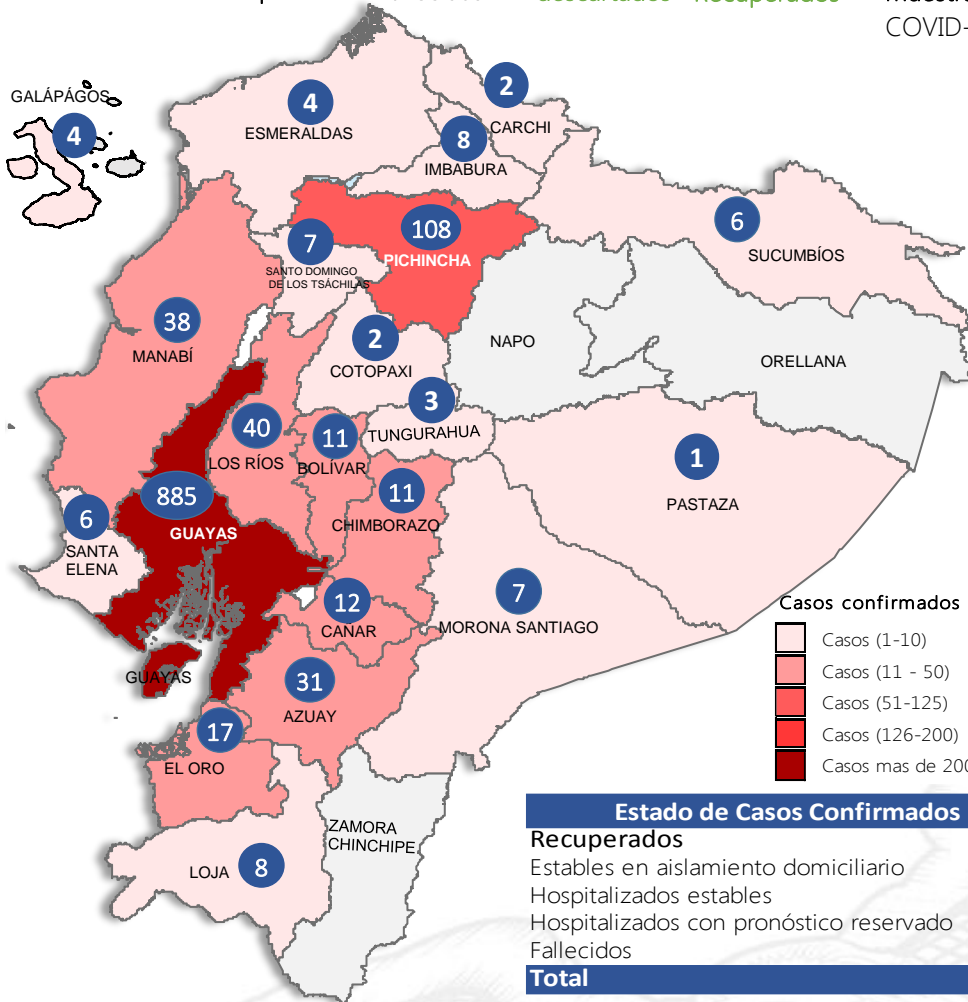 descartados Recuperados
COVID-
GALÁPÁGOS
4
4
ESMERALDAS
2
CARCHI
8
IMBABURA
6
SUCUMBÍOS
108
PICHINCHA
7
SANTO DOMINGO
DE LOS TSÁCHILAS
38
MANABÍ
2
COTOPAXI
NAPO
ORELLANA
3
TUNGURAHUA
40
LOS RÍOS
11
BOLÍVAR
1
PASTAZA
885
GUAYAS
11
CHIMBORAZO
6
SANTA
ELENA
12
CAÑAR
7
MORONA SANTIAGO
GUAYAS
31
AZUAY
17
EL ORO
ZAMORA
CHINCHIPE
LOJA
8
Casos confirmados
Casos (1-10)
Casos (11 - 50)
Casos (51-125)
Casos (126-200)
Casos mas de 200
Estado de Casos Confirmados
Recuperados
Estables en aislamiento domiciliario
Hospitalizados estables
Hospitalizados con pronóstico reservado
Fallecidos
Total